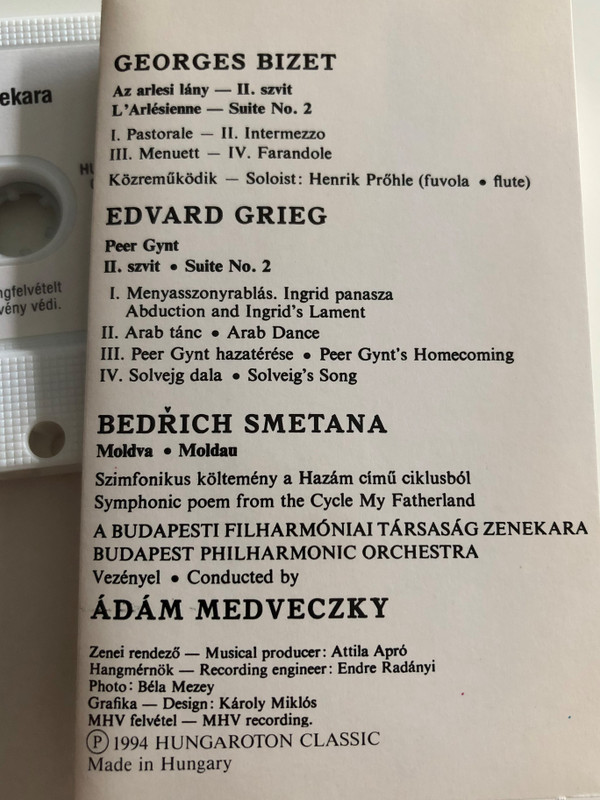 ekara
HU
ngfelvételt
vény védi.
GEORGES BIZET
Az arlesi lány — II. szvit
L'Arlésienne — Suite No. 2
I. Pastorale — II. Intermezzo
III. Menuett — IV. Farandole
Közreműködik — Soloist: Henrik Prőhle (fuvola • flute)
EDVARD GRIEG
Peer Gynt
II. szvit • Suite No. 2
I. Menyasszonyrablás. Ingrid panasza
Abduction and Ingrid's Lament
II. Arab tánc • Arab Dance
III. Peer Gynt hazatérése • Peer Gynt's Homecoming
IV. Solvejg dala • Solveig's Song
BEDŘICH SMETANA
Moldva • Moldau
Szimfonikus költemény a Hazám című ciklusból
Symphonic poem from the Cycle My Fatherland
A BUDAPESTI FILHARMÓNIAI TÁRSASÁG ZENEKARA
BUDAPEST PHILHARMONIC ORCHESTRA
Vezényel • Conducted by
ÁDÁM MEDVECZKY
Zenei rendező — Musical producer: Attila Apró
Hangmérnök — Recording engineer: Endre Radányi
Photo: Béla Mezey
Grafika — Design: Károly Miklós
MHV felvétel — MHV recording.
Ⓟ 1994 HUNGAROTON CLASSIC
Made in Hungary